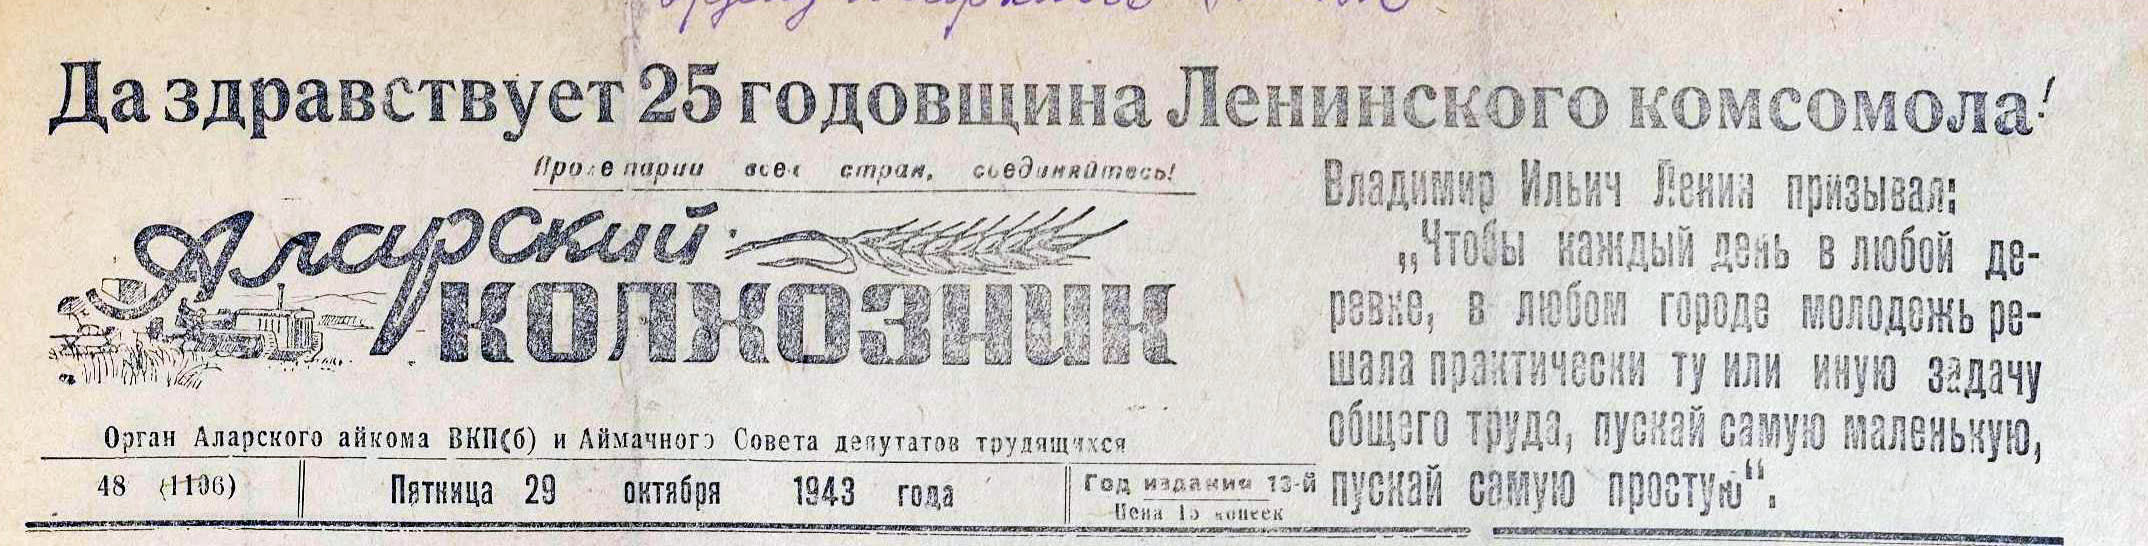 Да здравствует 25 годовщина Ленинского комсомола!
Пролетарии всех стран, соединяйтесь!
Аларский
КОЛХОЗНИК
Орган Аларского айкома ВКП(б) и Аймачного Совета депутатов трудящихся
48 (1106)
Пятница 29 октября 1943 года
Год издания 13-й
Цена 15 копеек
Владимир Ильич Ленин призывал:
„Чтобы каждый день в любой де-
ревне, в любом городе молодежь ре-
шала практически ту или иную задачу
общего труда, пускай самую маленькую,
пускай самую простую“.